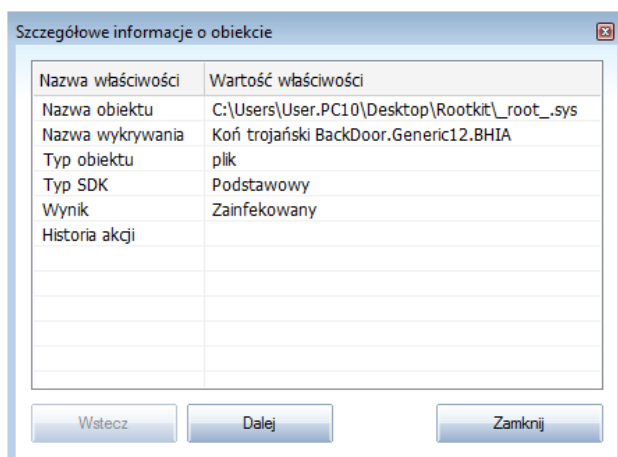 Szczegółowe informacje o obiekcie
Nazwa właściwości Wartość właściwości
Nazwa obiektu C:\Users\User.PC10\Desktop\Rootkit\_root_.sys
Nazwa wykrywania Koń trojański BackDoor.Generic12.BHIA
Typ obiektu plik
Typ SDK Podstawowy
Wynik Zainfekowany
Historia akcji
Wstecz Dalej Zamknij